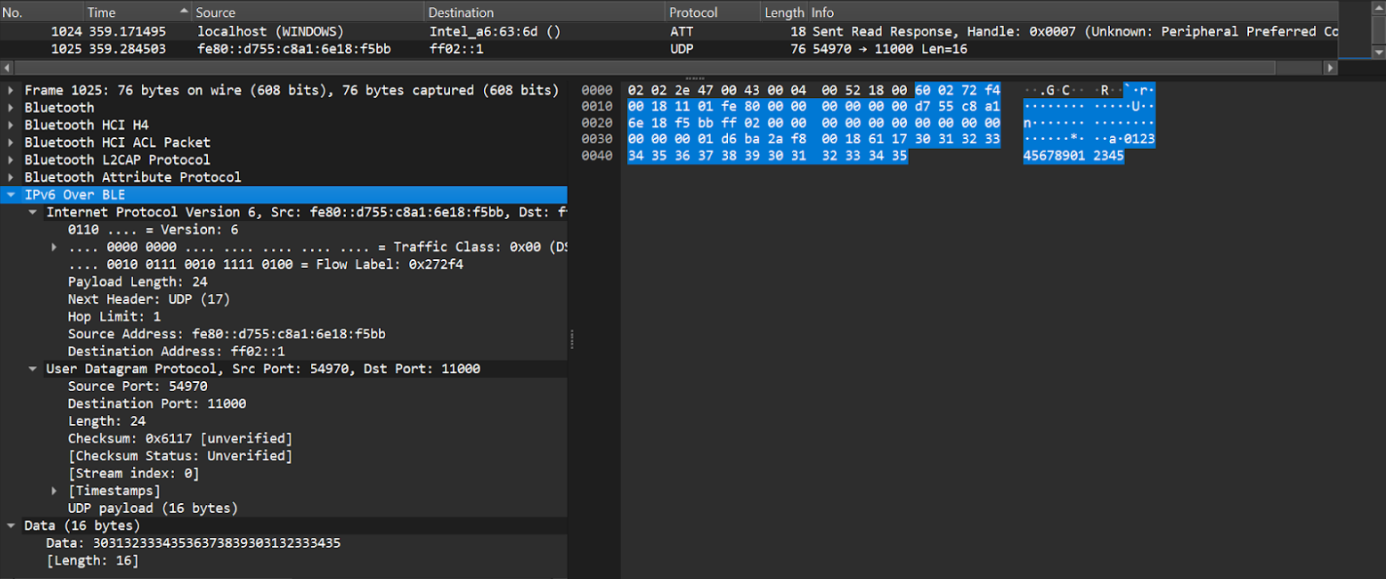 No. Time Source Destination Protocol Length Info
1024 359.171495 localhost (WINDOWS) Intel_a6:63:6d () ATT 18 Sent Read Response, Handle: 0x0007 (Unknown: Peripheral Preferred Co
1025 359.284503 fe80::d755:c8a1:6e18:f5bb ff02::1 UDP 76 54970 → 11000 Len=16
Frame 1025: 76 bytes on wire (608 bits), 76 bytes captured (608 bits)
Bluetooth
Bluetooth HCI H4
Bluetooth HCI ACL Packet
Bluetooth L2CAP Protocol
Bluetooth Attribute Protocol
IPv6 Over BLE
Internet Protocol Version 6, Src: fe80::d755:c8a1:6e18:f5bb, Dst: f
0110 .... = Version: 6
.... 0000 0000 .... .... .... .... .... = Traffic Class: 0x00 (DS
.... 0010 0111 0010 1111 0100 = Flow Label: 0x272f4
Payload Length: 24
Next Header: UDP (17)
Hop Limit: 1
Source Address: fe80::d755:c8a1:6e18:f5bb
Destination Address: ff02::1
User Datagram Protocol, Src Port: 54970, Dst Port: 11000
Source Port: 54970
Destination Port: 11000
Length: 24
Checksum: 0x6117 [unverified]
[Checksum Status: Unverified]
[Stream index: 0]
[Timestamps]
UDP payload (16 bytes)
Data (16 bytes)
Data: 30313233343536373839303132333435
[Length: 16]
0000 02 02 2e 47 00 43 00 04 00 52 18 00 60 02 72 f4 ··.G·C·· ·R··`·r·
0010 00 18 11 01 fe 80 00 00 00 00 00 00 d7 55 c8 a1 ········ ·····U··
0020 6e 18 f5 bb ff 02 00 00 00 00 00 00 00 00 00 00 n······· ········
0030 00 00 00 01 d6 ba 2a f8 00 18 61 17 30 31 32 33 ······*· ··a·0123
0040 34 35 36 37 38 39 30 31 32 33 34 35 45678901 2345